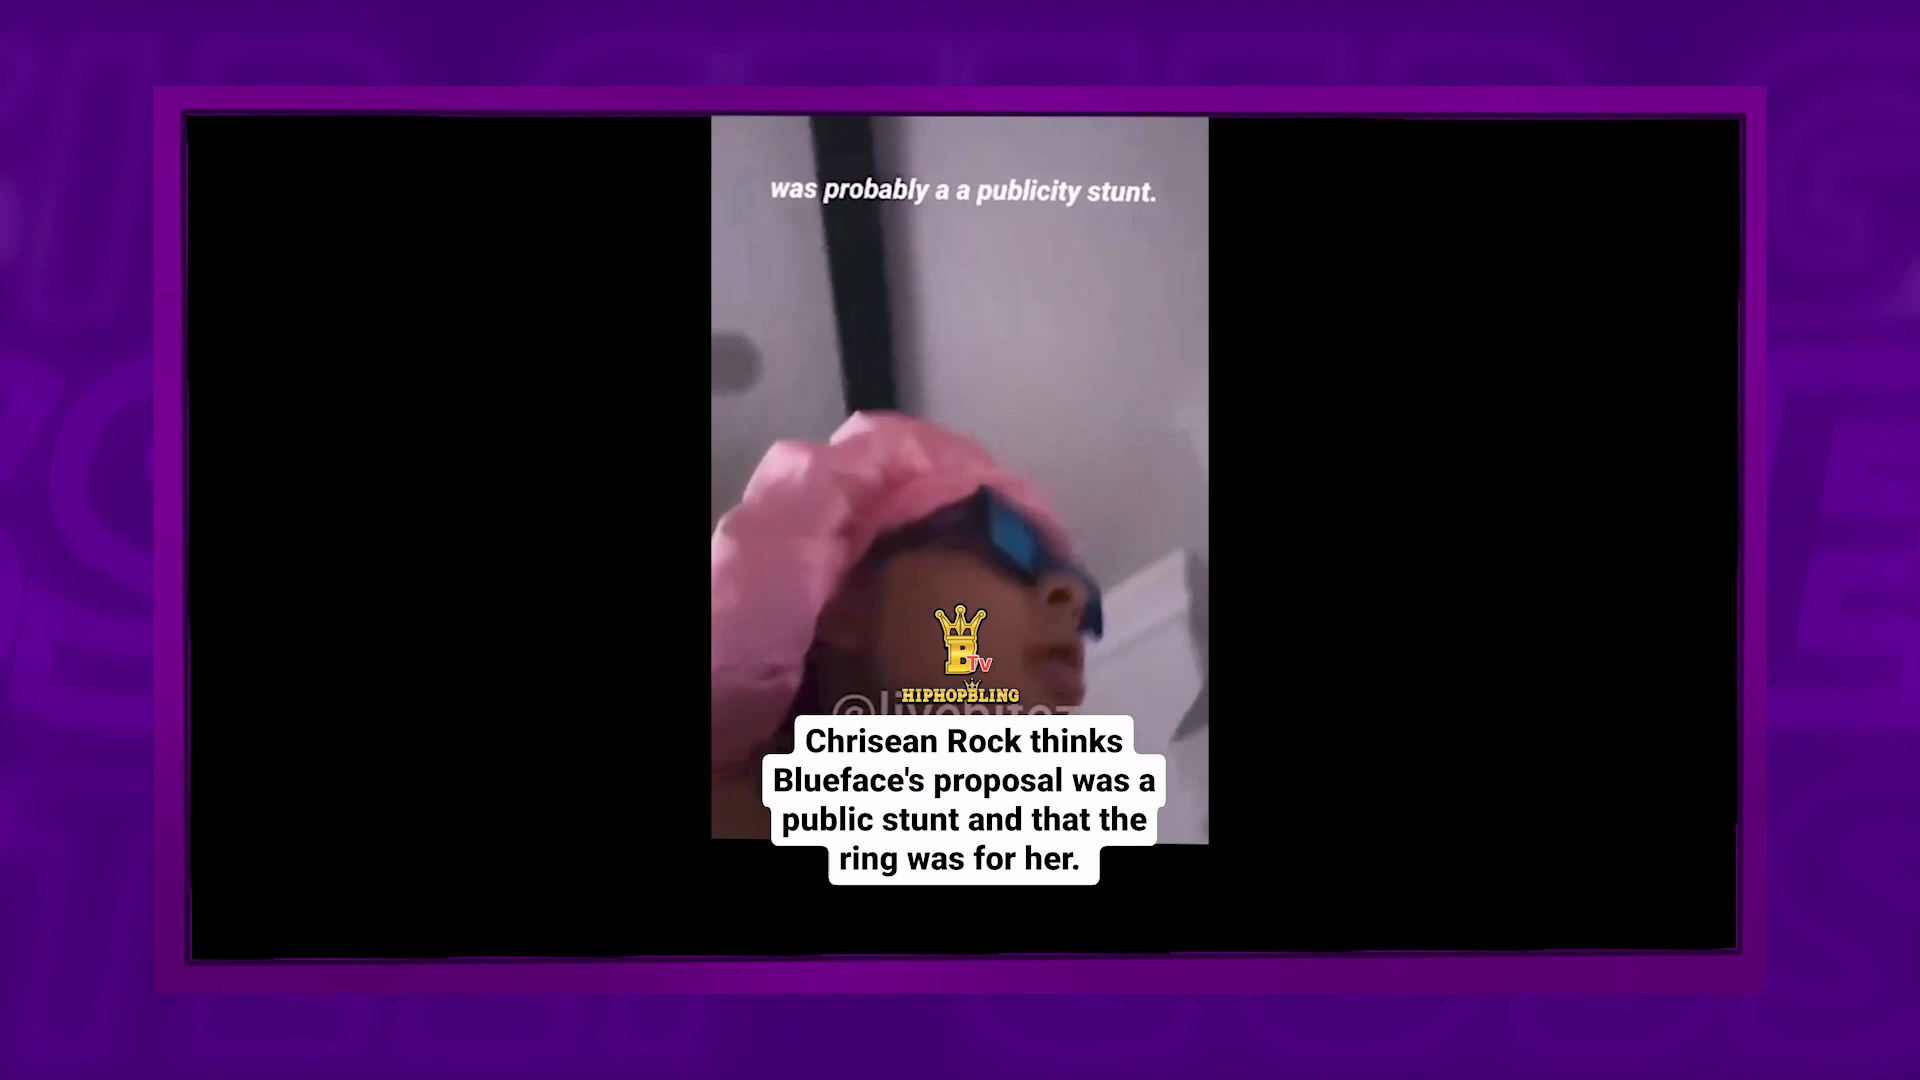 was probably a a publicity stunt.
B
TV
HIPHOPBLING
Chrisean Rock thinks
Blueface's proposal was a
public stunt and that the
ring was for her.